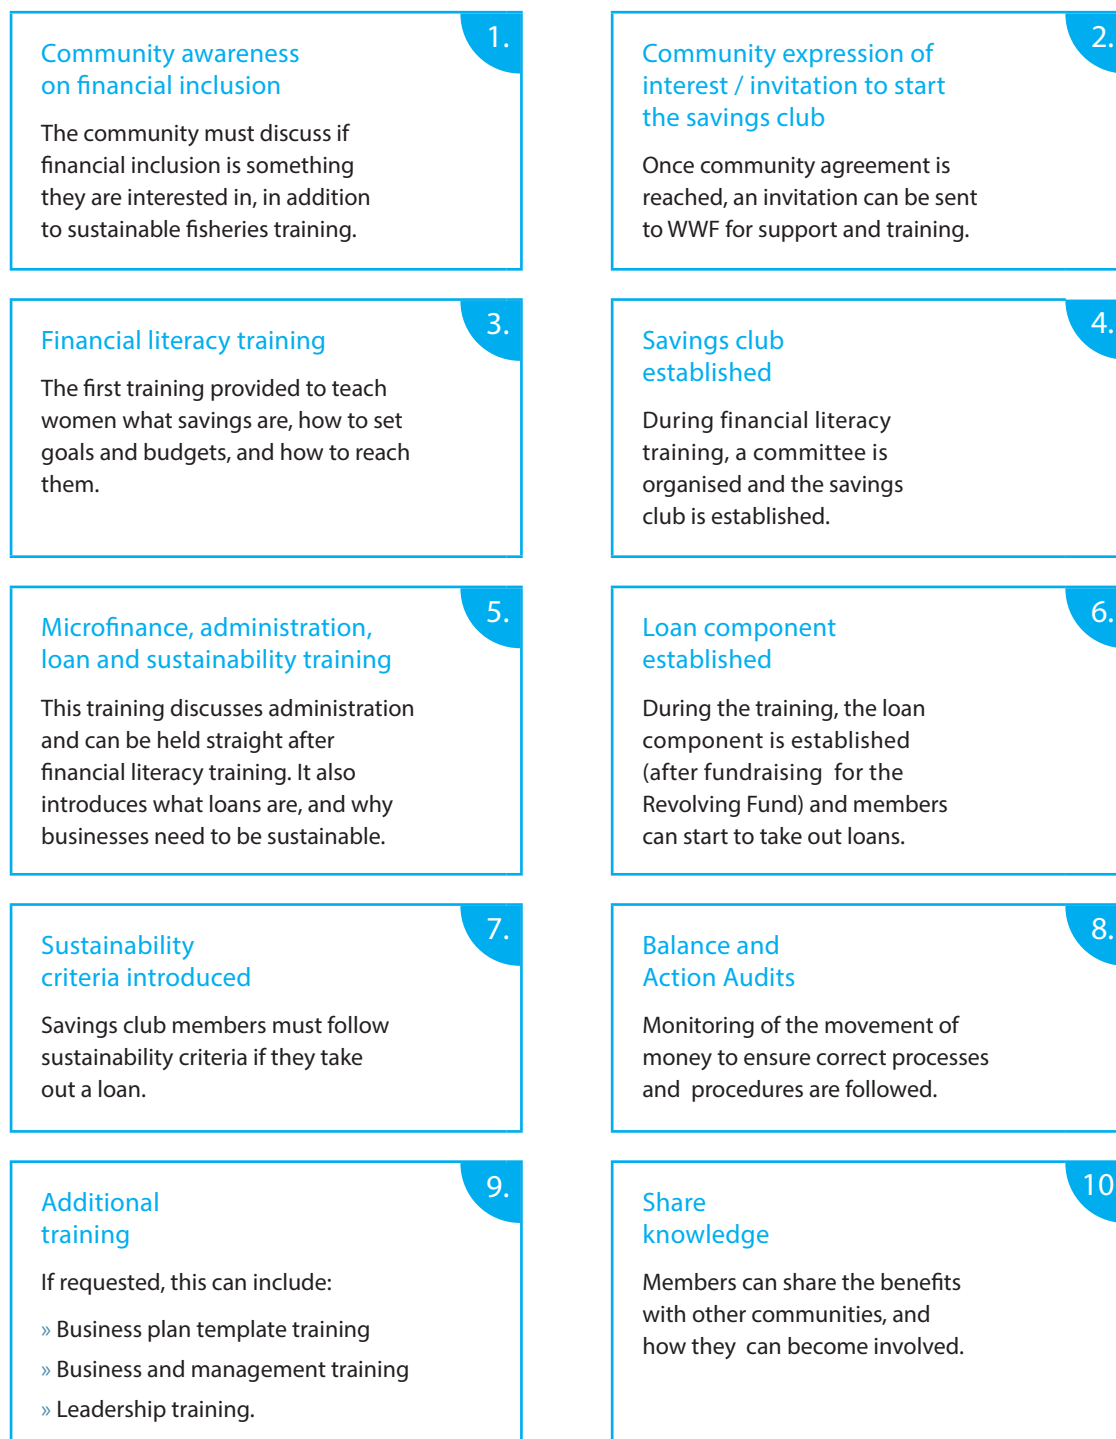 1.
Community awareness
on financial inclusion
The community must discuss if
financial inclusion is something
they are interested in, in addition
to sustainable fisheries training.
2.
Community expression of
interest / invitation to start
the savings club
Once community agreement is
reached, an invitation can be sent
to WWF for support and training.
3.
Financial literacy training
The first training provided to teach
women what savings are, how to set
goals and budgets, and how to reach
them.
4.
Savings club
established
During financial literacy
training, a committee is
organised and the savings
club is established.
5.
Microfinance, administration,
loan and sustainability training
This training discusses administration
and can be held straight after
financial literacy training. It also
introduces what loans are, and why
businesses need to be sustainable.
6.
Loan component
established
During the training, the loan
component is established
(after fundraising for the
Revolving Fund) and members
can start to take out loans.
7.
Sustainability
criteria introduced
Savings club members must follow
sustainability criteria if they take
out a loan.
8.
Balance and
Action Audits
Monitoring of the movement of
money to ensure correct processes
and procedures are followed.
9.
Additional
training
If requested, this can include:
» Business plan template training
» Business and management training
» Leadership training.
10
Share
knowledge
Members can share the benefits
with other communities, and
how they can become involved.